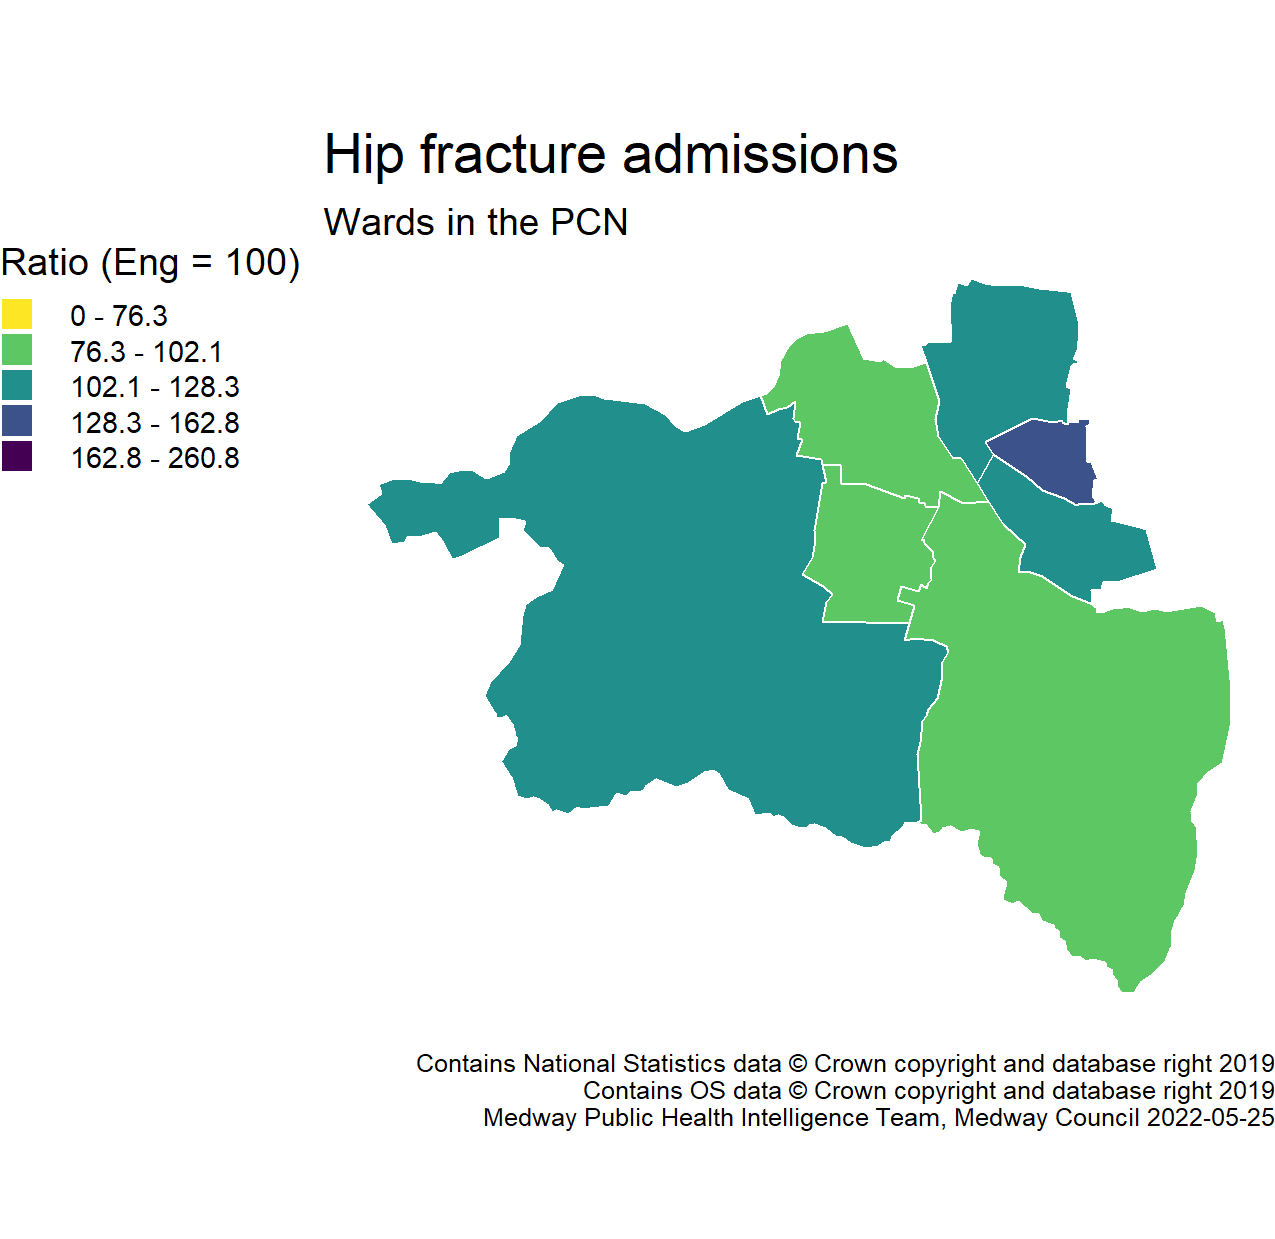 Hip fracture admissions
Wards in the PCN
Ratio (Eng = 100)
0 - 76.3
76.3 - 102.1
102.1 - 128.3
128.3 - 162.8
162.8 - 260.8
Contains National Statistics data © Crown copyright and database right 2019
Contains OS data © Crown copyright and database right 2019
Medway Public Health Intelligence Team, Medway Council 2022-05-25